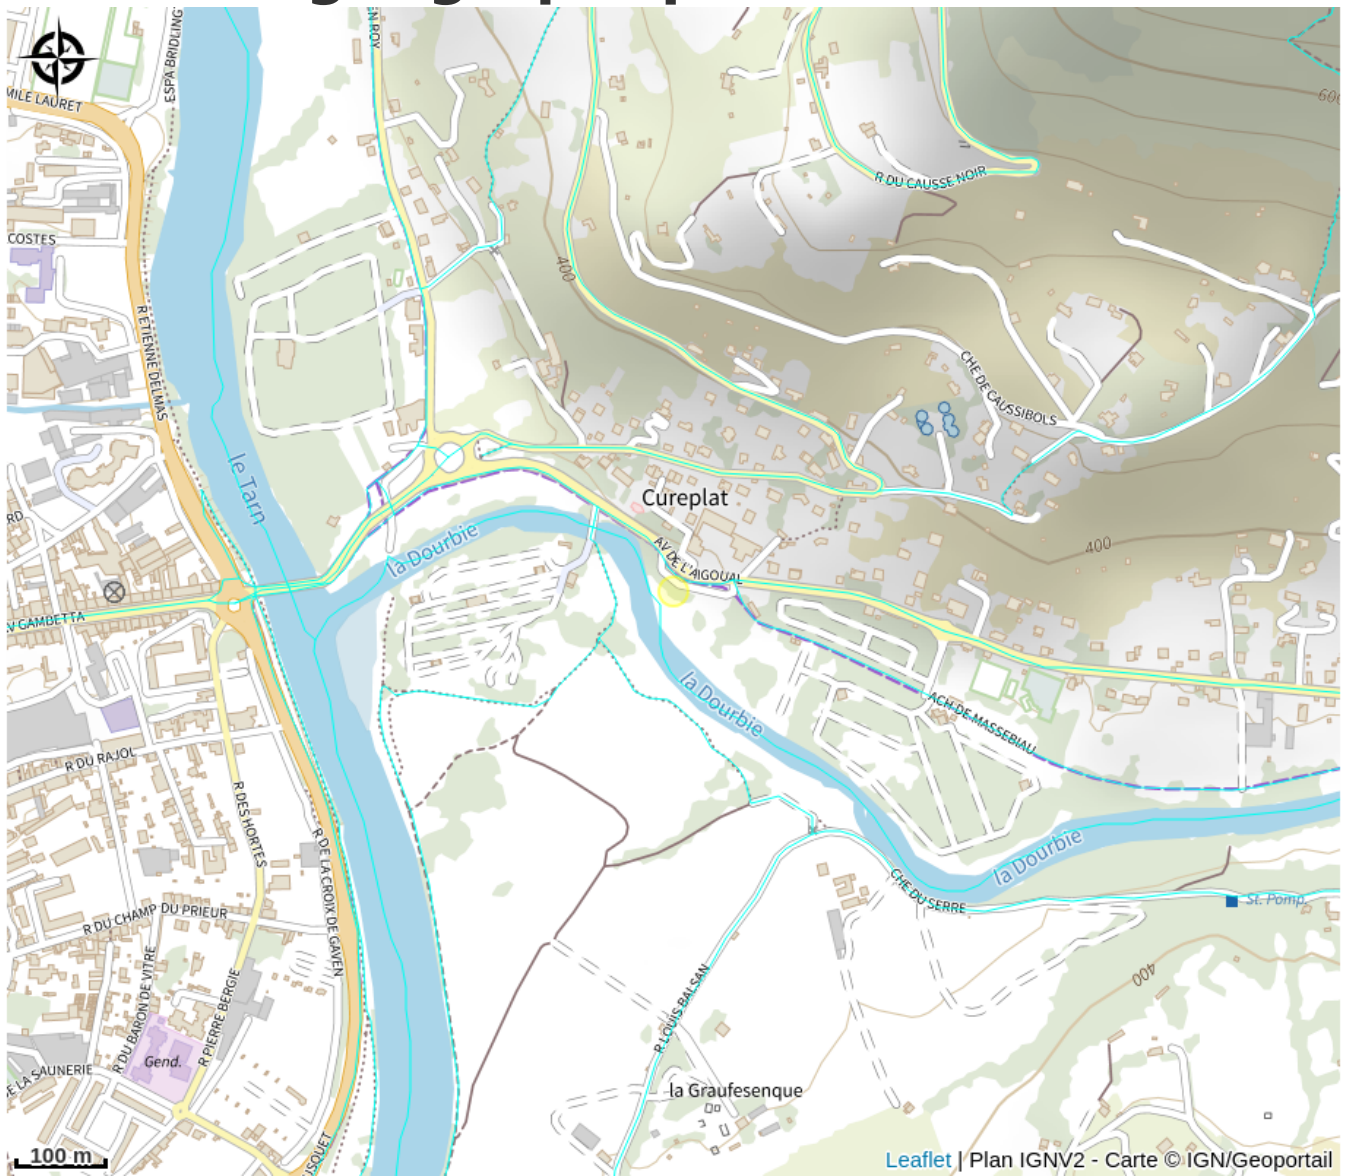 ESPA BRIDLING
N ROY
MILE LAURET
600
R DU CAUSSE NOIR
COSTES
400
R ETIENNE DELMAS
CHE DE CAUSSIBOLS
le Tarn
Cureplat
RD
la Dourbie
AV DE L'AIGOUAL
400
V GAMBETTA
la Dourbie
ACH DE MASSEBIAU
R DU RAJOL
R DES HORTES
R DE LA CROIX DE GAVEN
la Dourbie
CHE DU SERRE
St. Pomp.
R DU CHAMP DU PRIEUR
R DU BARON DE VITRE
R PIERRE BERGIE
R LOUIS BALSAN
400
Gend.
E LA SAUNERIE
la Graufesenque
USQUET
100 m
Leaflet | Plan IGNV2 - Carte © IGN/Geoportail